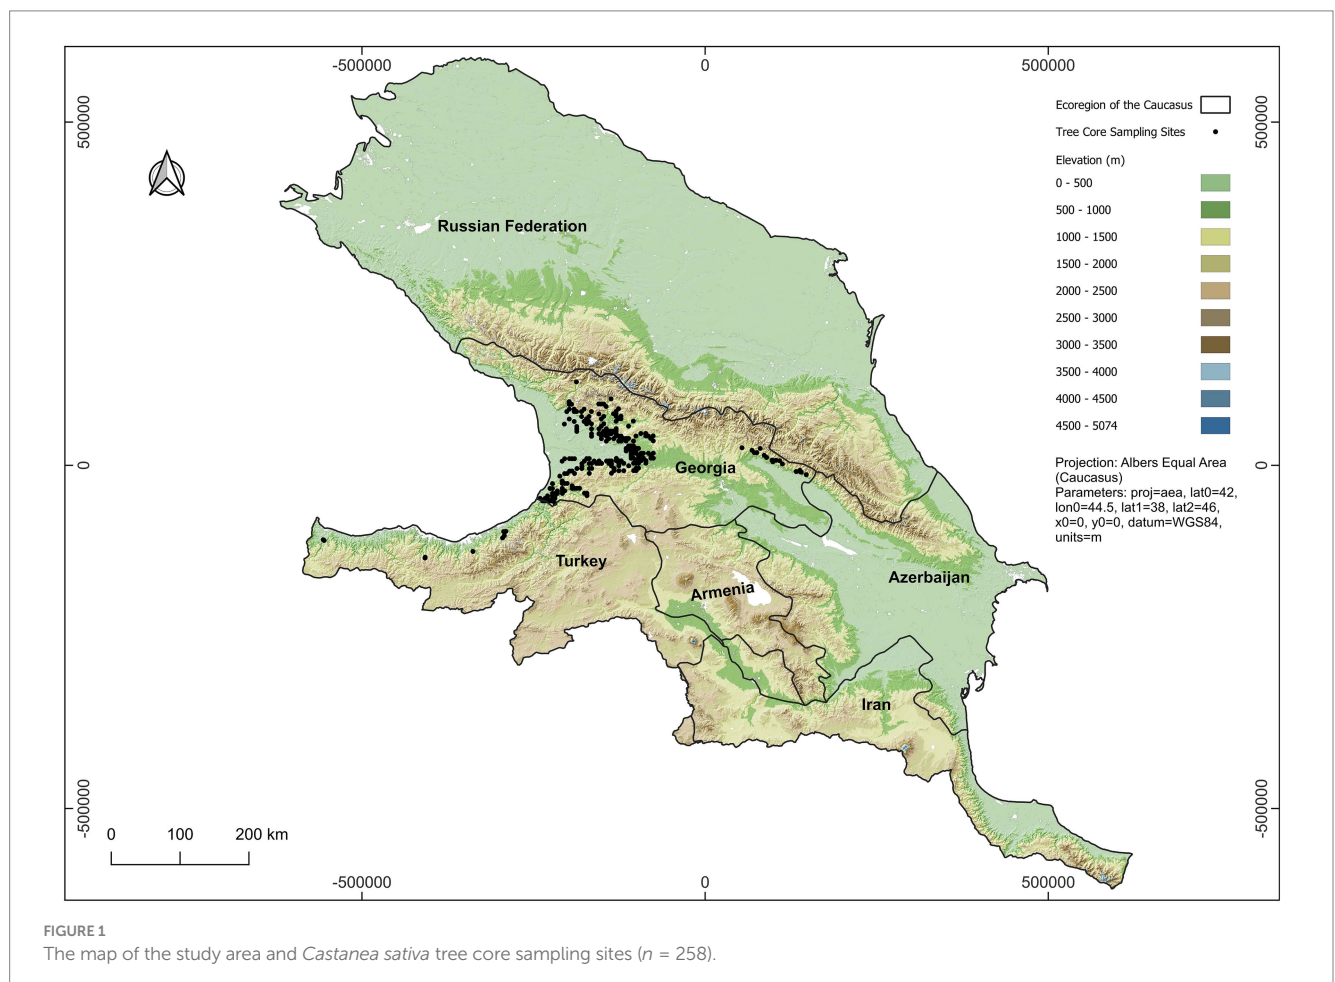 -500000 0 500000
500000 500000
Ecoregion of the Caucasus
Tree Core Sampling Sites
Elevation (m)
0 - 500
500 - 1000
1000 - 1500
1500 - 2000
2000 - 2500
2500 - 3000
3000 - 3500
3500 - 4000
4000 - 4500
4500 - 5074
Russian Federation
Projection: Albers Equal Area
(Caucasus)
Parameters: proj=aea, lat0=42,
lon0=44.5, lat1=38, lat2=46,
x0=0, y0=0, datum=WGS84,
units=m
0 0
Georgia
Turkey
Azerbaijan
Armenia
Iran
-500000 -500000
0 100 200 km
-500000 0 500000
FIGURE 1
The map of the study area and Castanea sativa tree core sampling sites (n = 258).